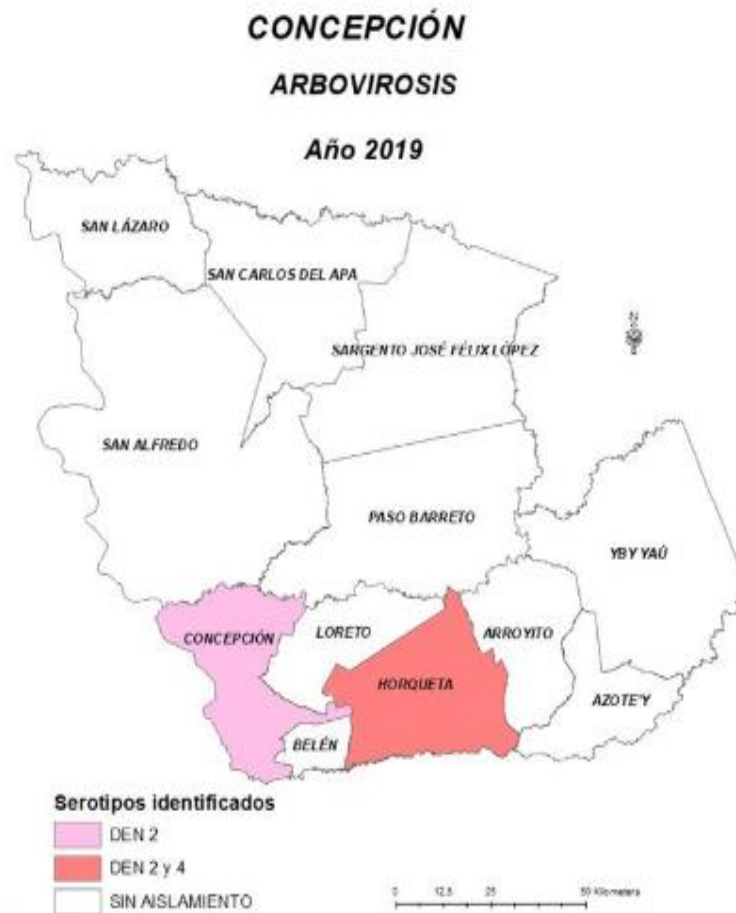 CONCEPCIÓN
ARBOVIROSIS
Año 2019
SAN LÁZARO
SAN CARLOS DEL APA
N
SARGENTO JOSÉ FÉLIX LÓPEZ
SAN ALFREDO
PASO BARRETO
YBY YAÚ
CONCEPCIÓN
LORETO
ARROYITO
HORQUETA
AZOTE'Y
BELÉN
Serotipos identificados
DEN 2
DEN 2 y 4
SIN AISLAMIENTO
0 12,5 25 50 Kilometers